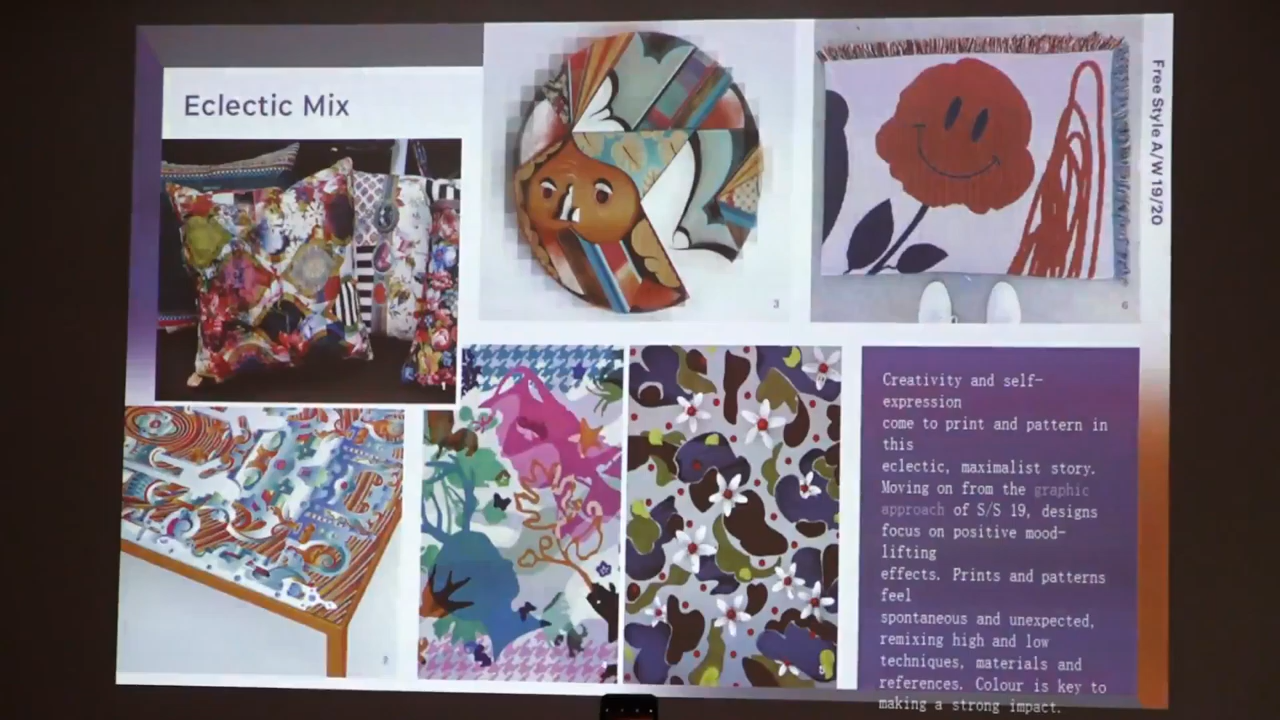 Eclectic Mix
3
6
Free Style A/W 19/20
Creativity and self-
expression
come to print and pattern in
this
eclectic, maximalist story.
Moving on from the graphic
approach of S/S 19, designs
focus on positive mood-
lifting
effects. Prints and patterns
feel
spontaneous and unexpected,
remixing high and low
techniques, materials and
references. Colour is key to
making a strong impact.